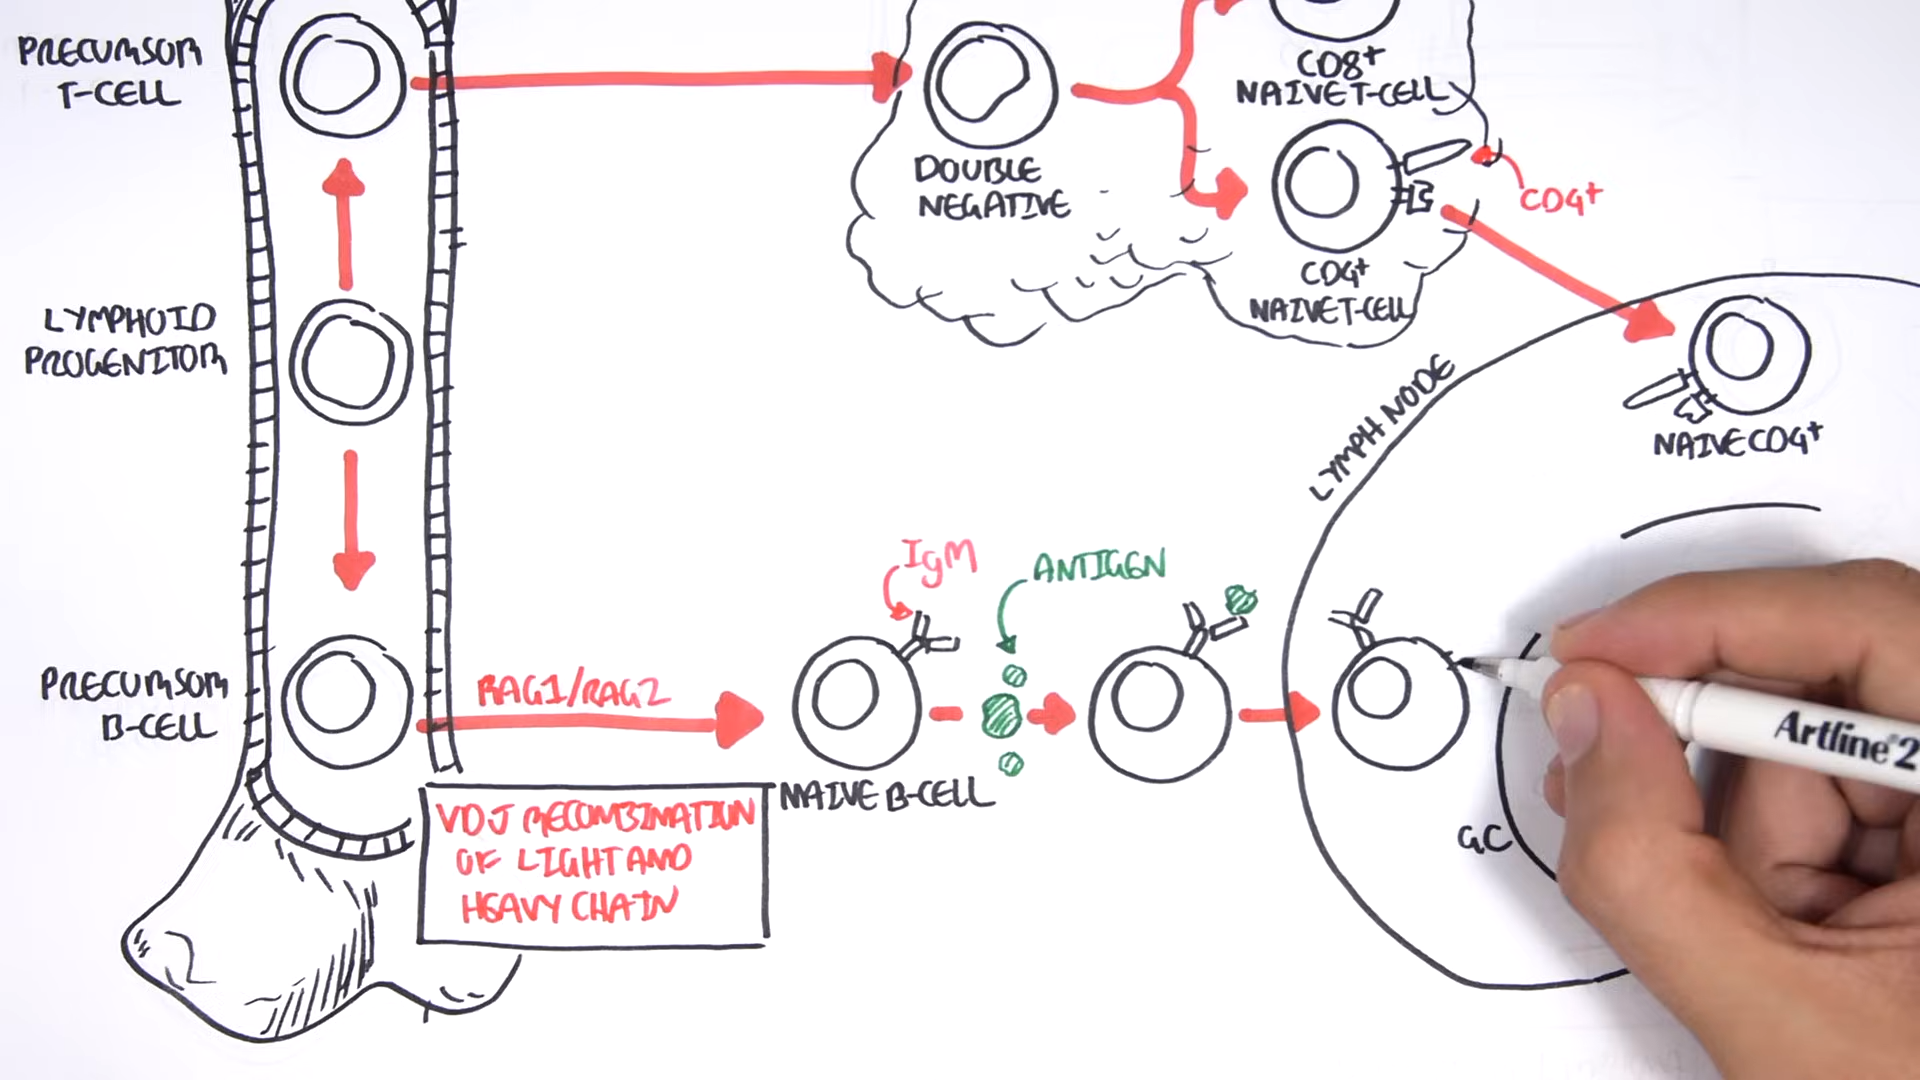 PRECURSOR
T-CELL
LYMPHOID
PROGENITOR
PRECURSOR
B-CELL
RAG1/RAG2
VDJ RECOMBINATION
OF LIGHT AND
HEAVY CHAIN
DOUBLE
NEGATIVE
CD8+
NAIVE T-CELL
CD4+
CD4+
NAIVE T-CELL
LYMPH NODE
NAIVE CD4+
IgM
ANTIGEN
NAIVE B-CELL
GC
Artline 2